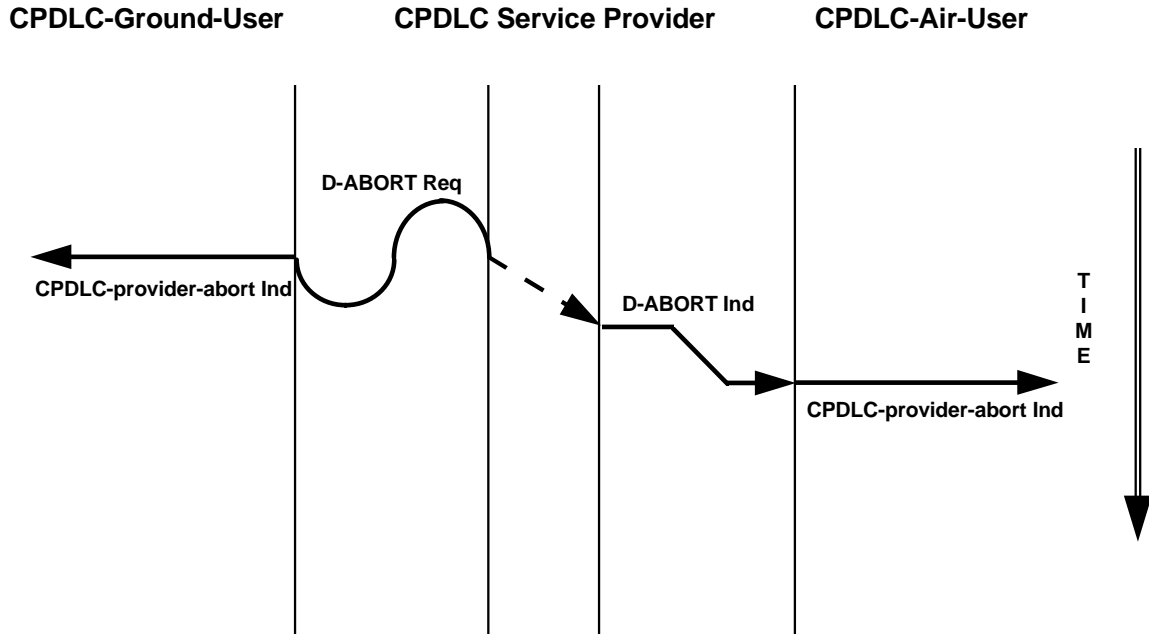 CPDLC-Ground-User
CPDLC Service Provider
CPDLC-Air-User
D-ABORT Req
CPDLC-provider-abort Ind
D-ABORT Ind
CPDLC-provider-abort Ind
T
I
M
E